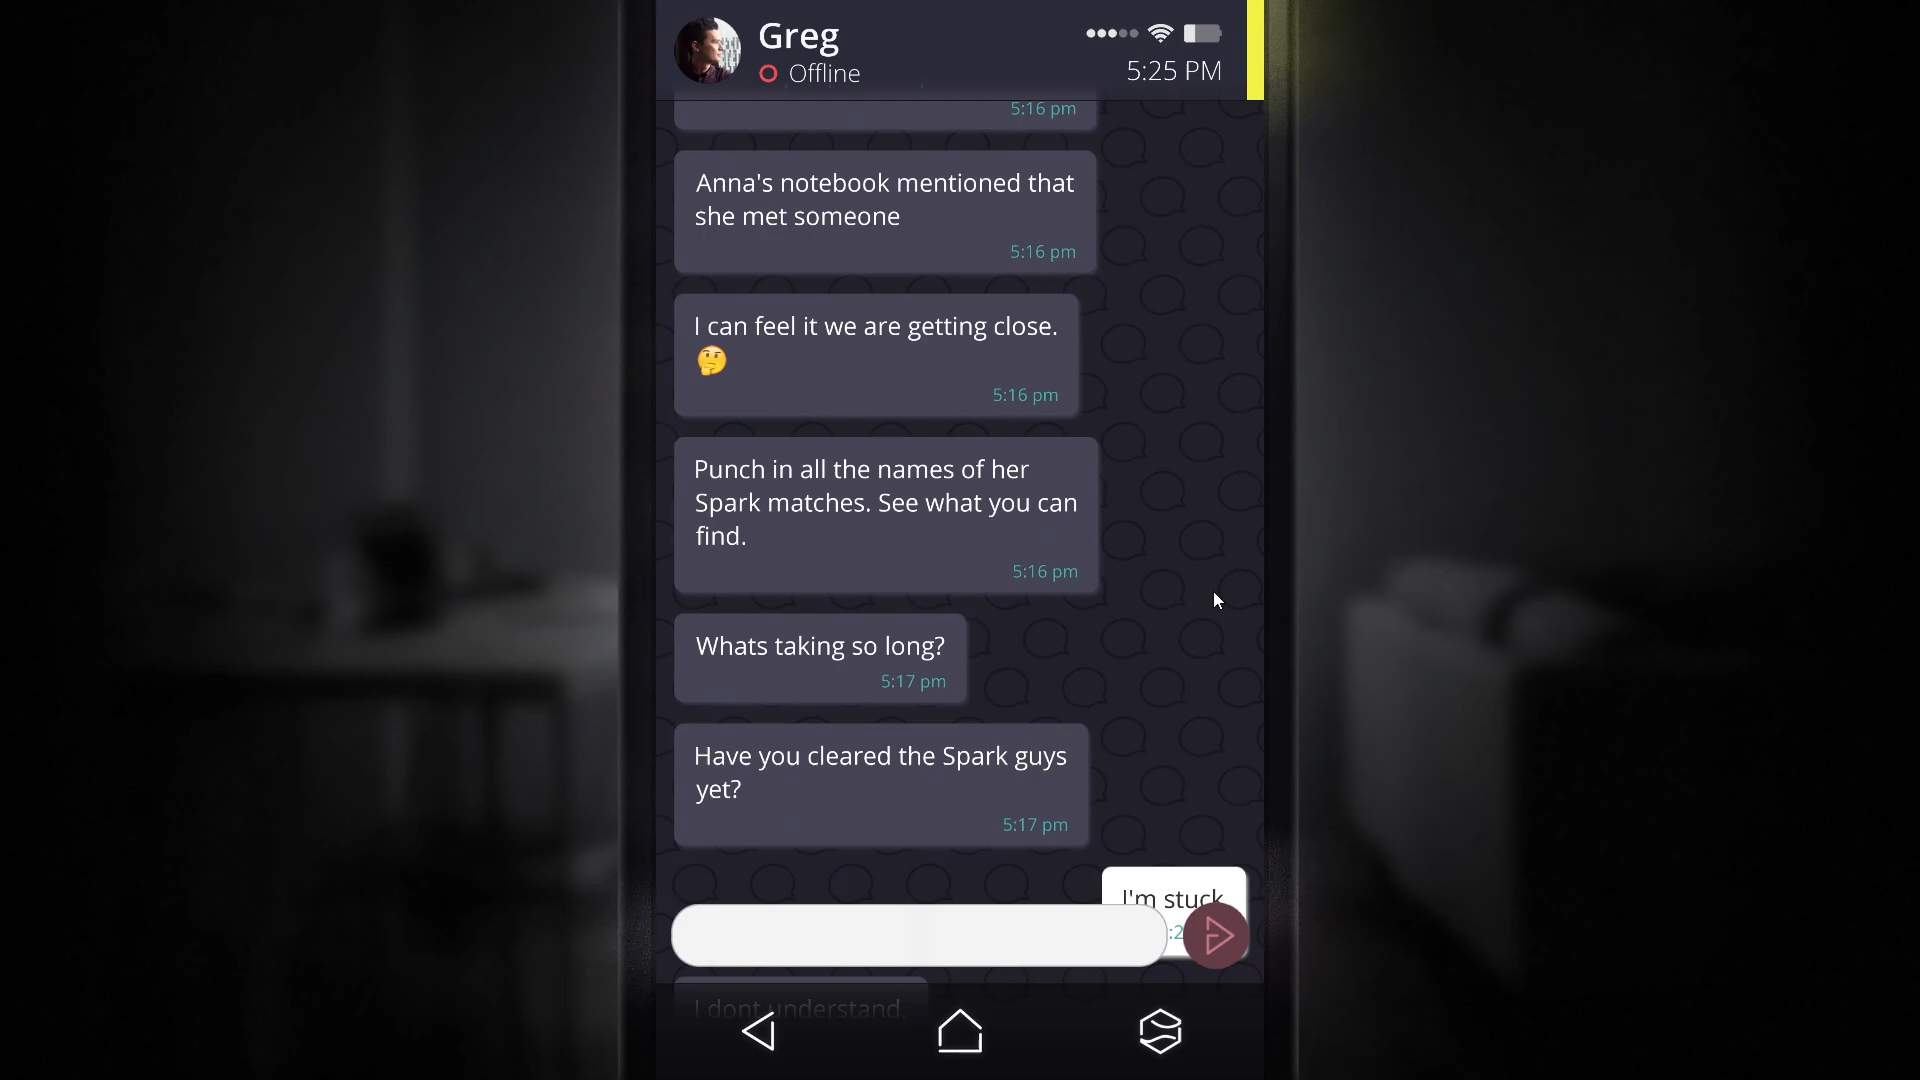 Greg
Offline
5:25 PM
5:16 pm
Anna's notebook mentioned that
she met someone
5:16 pm
I can feel it we are getting close.
🤔
5:16 pm
Punch in all the names of her
Spark matches. See what you can
find.
5:16 pm
Whats taking so long?
5:17 pm
Have you cleared the Spark guys
yet?
5:17 pm
I'm stuck
:2
I dont understand.